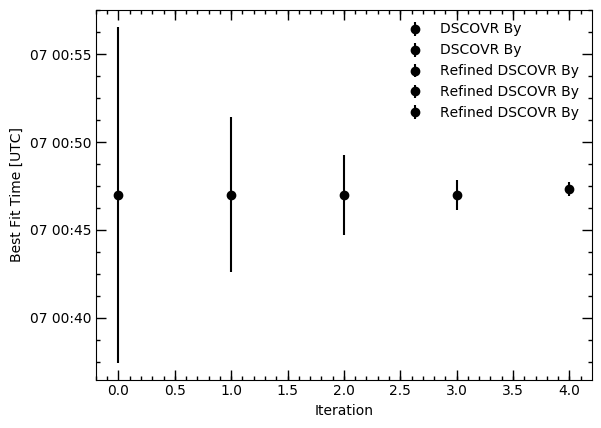 DSCOVR By
DSCOVR By
Refined DSCOVR By
Refined DSCOVR By
Refined DSCOVR By
Best Fit Time [UTC]
07 00:55
07 00:50
07 00:45
07 00:40
0.0 0.5 1.0 1.5 2.0 2.5 3.0 3.5 4.0
Iteration